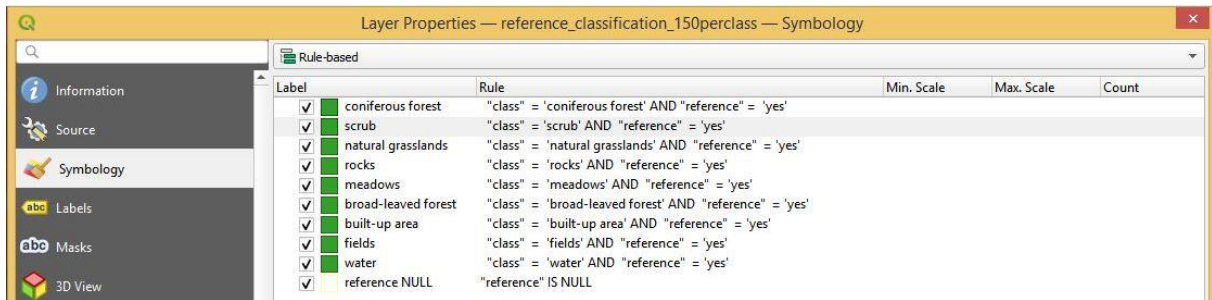 Layer Properties — reference_classification_150perclass — Symbology
Rule-based
Information
Source
Symbology
abc Labels
abc Masks
3D View
Label Rule Min. Scale Max. Scale Count
coniferous forest "class" = 'coniferous forest' AND "reference" = 'yes'
scrub "class" = 'scrub' AND "reference" = 'yes'
natural grasslands "class" = 'natural grasslands' AND "reference" = 'yes'
rocks "class" = 'rocks' AND "reference" = 'yes'
meadows "class" = 'meadows' AND "reference" = 'yes'
broad-leaved forest "class" = 'broad-leaved forest' AND "reference" = 'yes'
built-up area "class" = 'built-up area' AND "reference" = 'yes'
fields "class" = 'fields' AND "reference" = 'yes'
water "class" = 'water' AND "reference" = 'yes'
reference NULL "reference" IS NULL